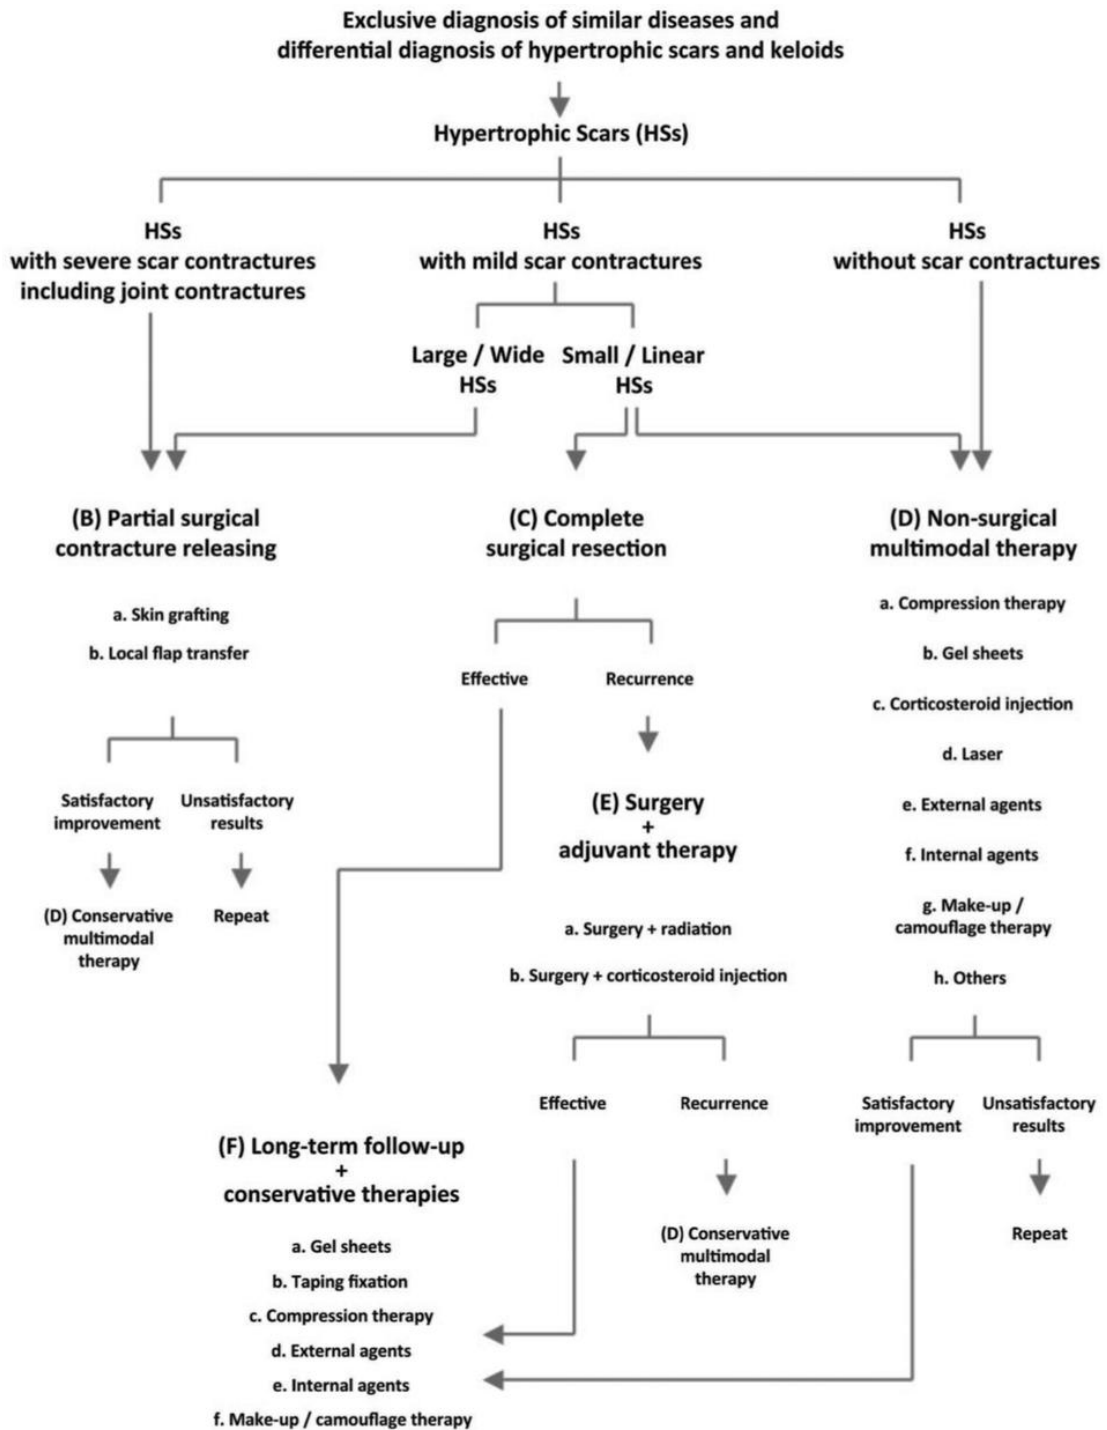 Exclusive diagnosis of similar diseases and
differential diagnosis of hypertrophic scars and keloids
Hypertrophic Scars (HSs)
HSs
with severe scar contractures
including joint contractures
HSs
with mild scar contractures
HSs
without scar contractures
Large / Wide
HSs
Small / Linear
HSs
(B) Partial surgical
contracture releasing
a. Skin grafting
b. Local flap transfer
Satisfactory
improvement
Unsatisfactory
results
(D) Conservative
multimodal
therapy
Repeat
(C) Complete
surgical resection
Effective
Recurrence
(E) Surgery
+
adjuvant therapy
a. Surgery + radiation
b. Surgery + corticosteroid injection
Effective
Recurrence
(D) Conservative
multimodal
therapy
(D) Non-surgical
multimodal therapy
a. Compression therapy
b. Gel sheets
c. Corticosteroid injection
d. Laser
e. External agents
f. Internal agents
g. Make-up /
camouflage therapy
h. Others
Satisfactory
improvement
Unsatisfactory
results
Repeat
(F) Long-term follow-up
+
conservative therapies
a. Gel sheets
b. Taping fixation
c. Compression therapy
d. External agents
e. Internal agents
f. Make-up / camouflage therapy